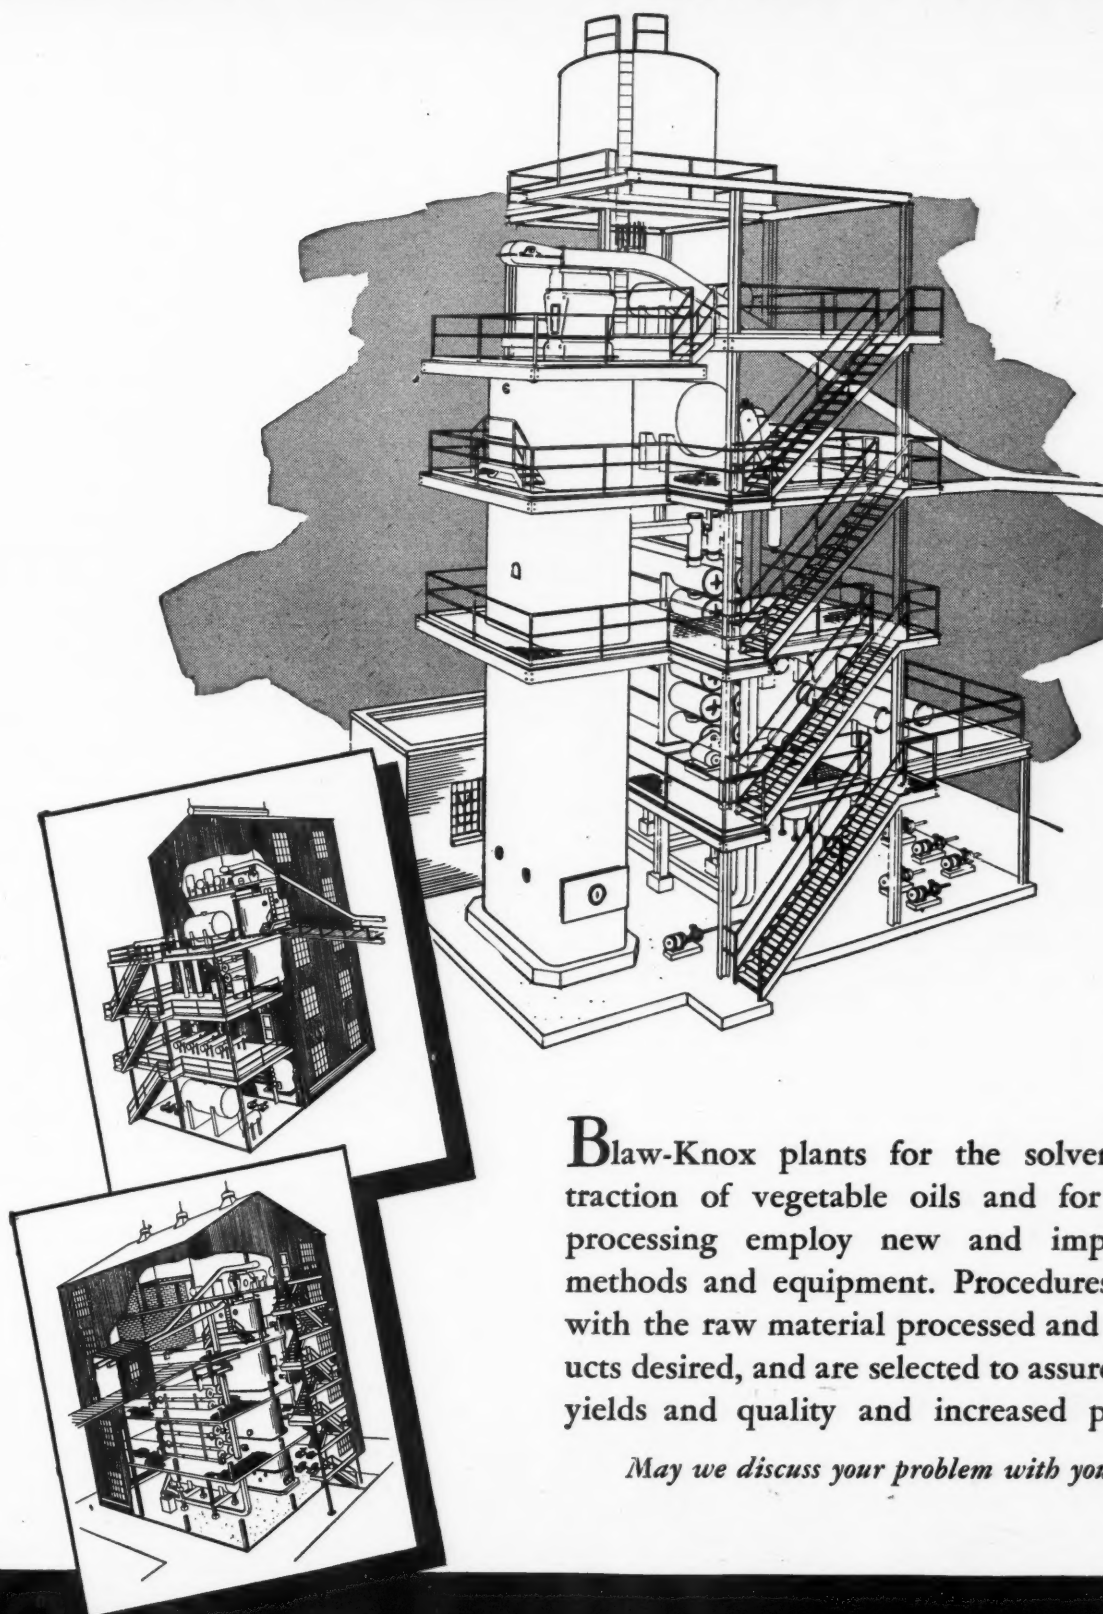 Blaw-Knox plants for the solven
traction of vegetable oils and for
processing employ new and imp
methods and equipment. Procedures
with the raw material processed and
ucts desired, and are selected to assure
yields and quality and increased p
May we discuss your problem with you